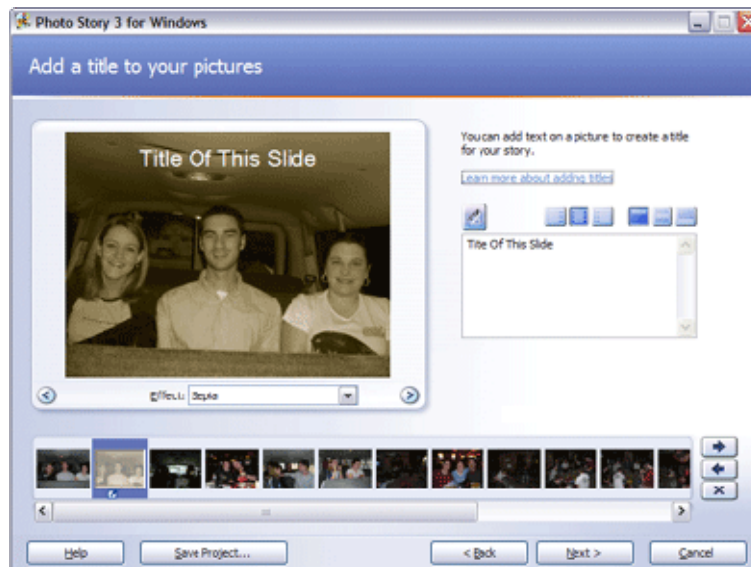 Photo Story 3 for Windows
Add a title to your pictures
Title Of This Slide
You can add text on a picture to create a title
for your story.
Learn more about adding titles
Title Of This Slide
Effect: Sepia
Help
Save Project...
< Back
Next >
Cancel